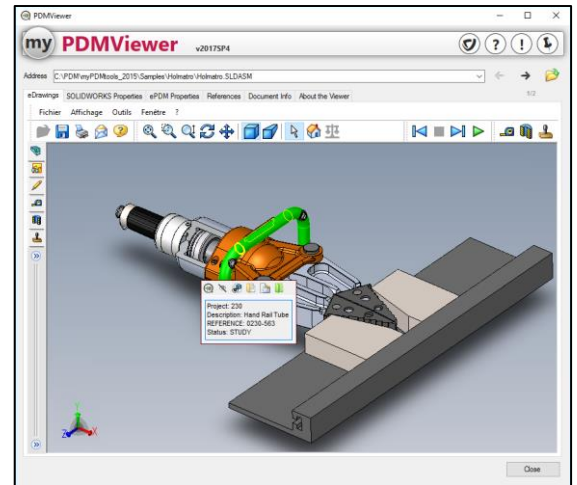 PDMViewer
my PDMViewer v2017SP4
Address C:\PDM\myPDMtools_2015\Samples\Holmatro\Holmatro.SLDASM
1/2
eDrawings SOLIDWORKS Properties ePDM Properties References Document Info About the Viewer
Fichier Affichage Outils Fenêtre ?
Project: 230
Description: Hand Rail Tube
REFERENCE: 0230-563
Status: STUDY
Y
Z X
Close